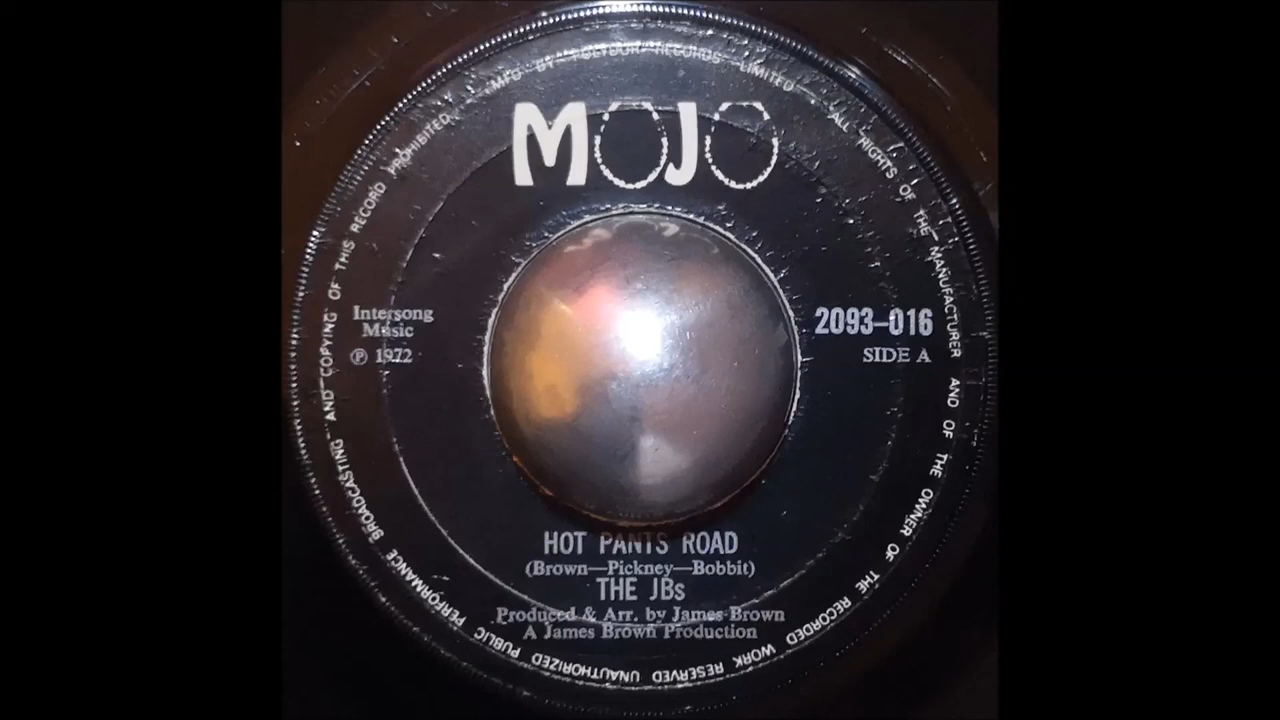 MFG BY POLYDOR RECORDS LIMITED ALL RIGHTS OF THE MANUFACTURER AND OF THE OWNER OF THE RECORDED WORK RESERVED UNAUTHORIZED PUBLIC PERFORMANCE BROADCASTING AND COPYING OF THIS RECORD PROHIBITED
MOJO
Intersong
Music
℗ 1972
2093-016
SIDE A
HOT PANTS ROAD
(Brown—Pickney—Bobbit)
THE JBs
Produced & Arr. by James Brown
A James Brown Production